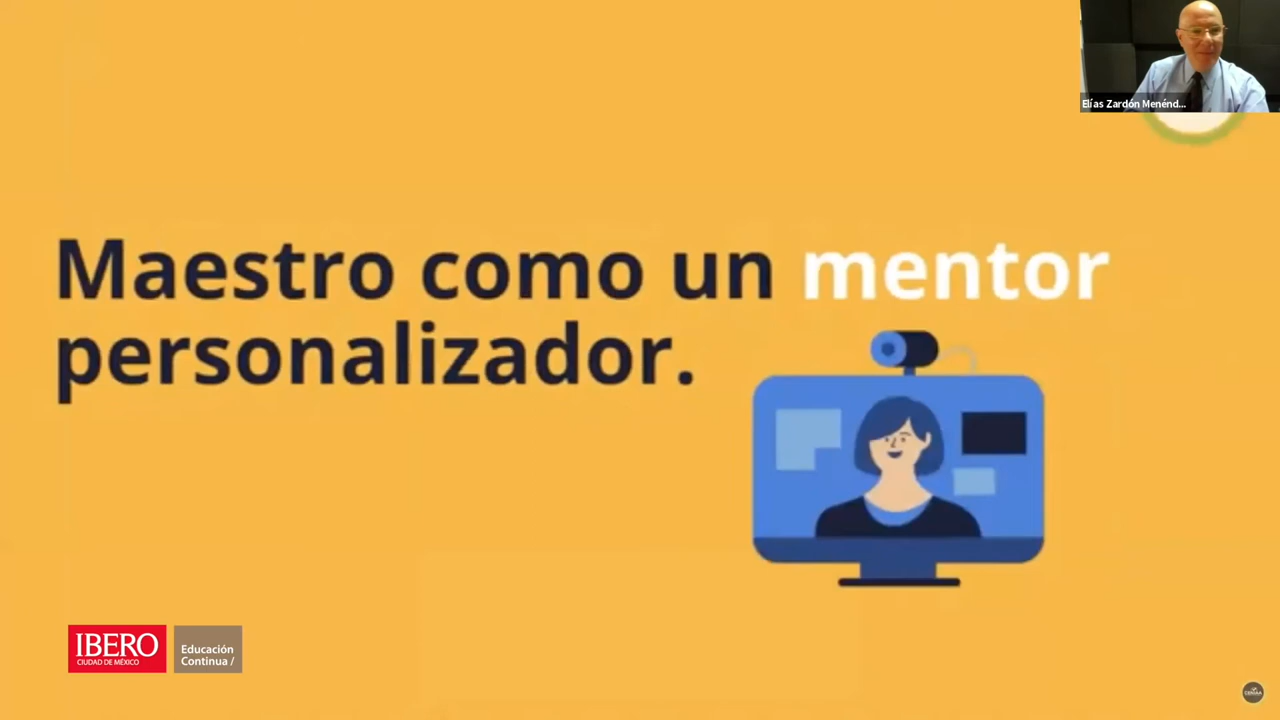 Elías Zardón Menénd...
Maestro como un mentor
personalizador.
IBERO
CIUDAD DE MÉXICO
Educación
Continua /